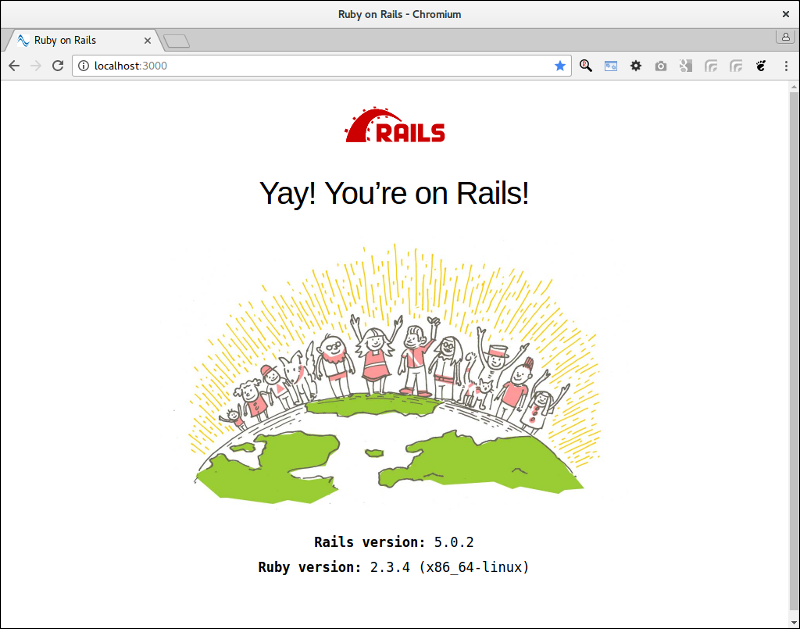 Ruby on Rails - Chromium
Ruby on Rails
localhost:3000
RAILS
Yay! You’re on Rails!
Rails version: 5.0.2
Ruby version: 2.3.4 (x86_64-linux)